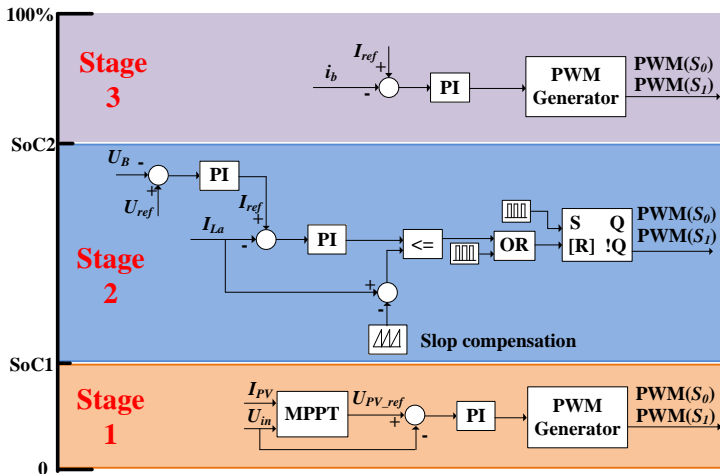 100%
Stage
3
I_ref
+
i_b
-
PI
PWM
Generator
PWM(S_0)
PWM(S_1)
SoC2
Stage
2
U_B
-
+
U_ref
PI
I_ref
+
I_La
-
PI
<=
+
-
OR
S Q
[R] !Q
PWM(S_0)
PWM(S_1)
Slop compensation
SoC1
Stage
1
I_PV
U_in
MPPT
U_PV_ref
+
-
PI
PWM
Generator
PWM(S_0)
PWM(S_1)
0